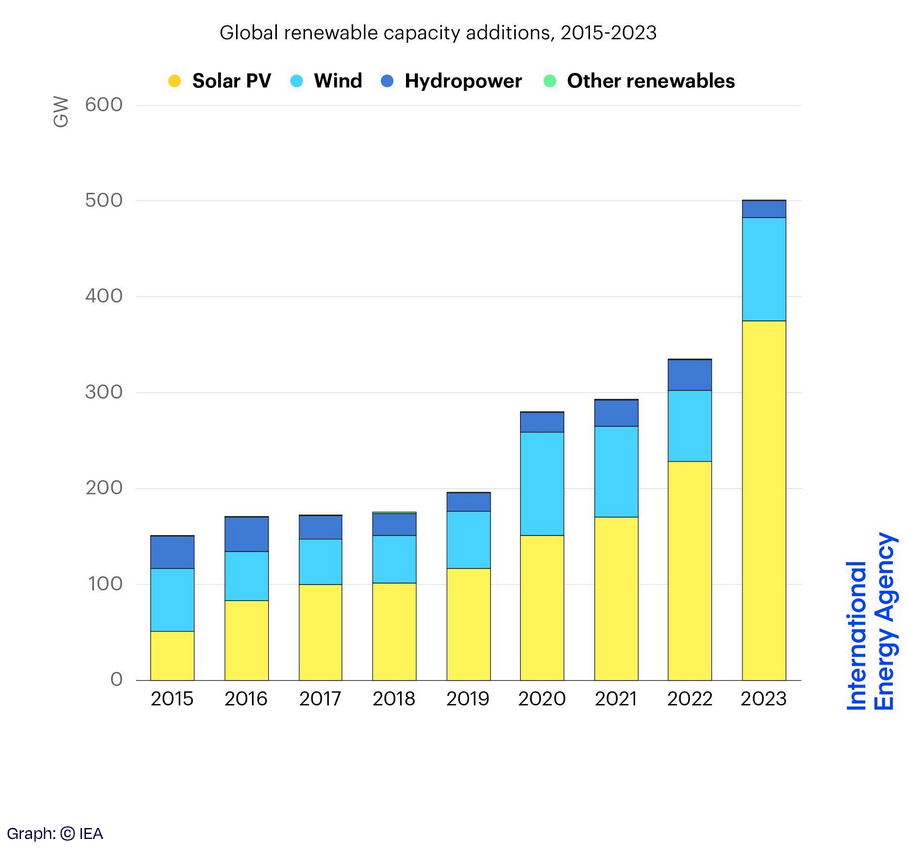 Global renewable capacity additions, 2015-2023
Solar PV Wind Hydropower Other renewables
GW
600
500
400
300
200
100
0
2015 2016 2017 2018 2019 2020 2021 2022 2023
International
Energy Agency
Graph: © IEA